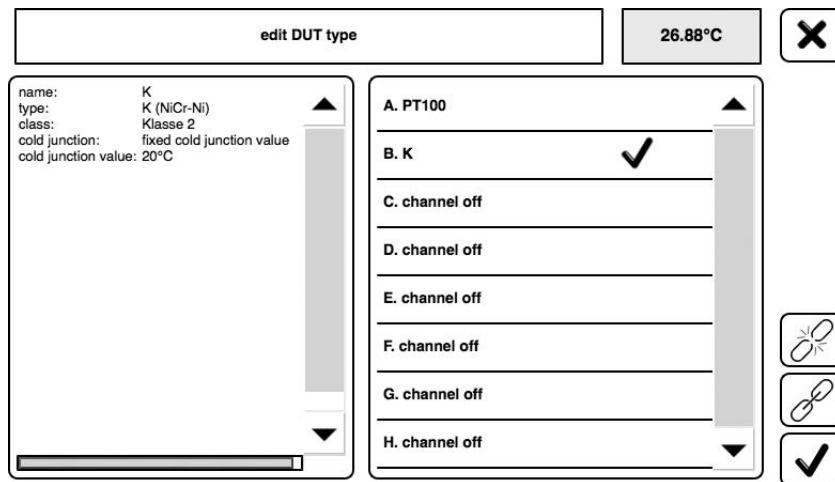 edit DUT type
26.88°C
name: K
type: K (NiCr-Ni)
class: Klasse 2
cold junction: fixed cold junction value
cold junction value: 20°C
A. PT100
B. K
C. channel off
D. channel off
E. channel off
F. channel off
G. channel off
H. channel off